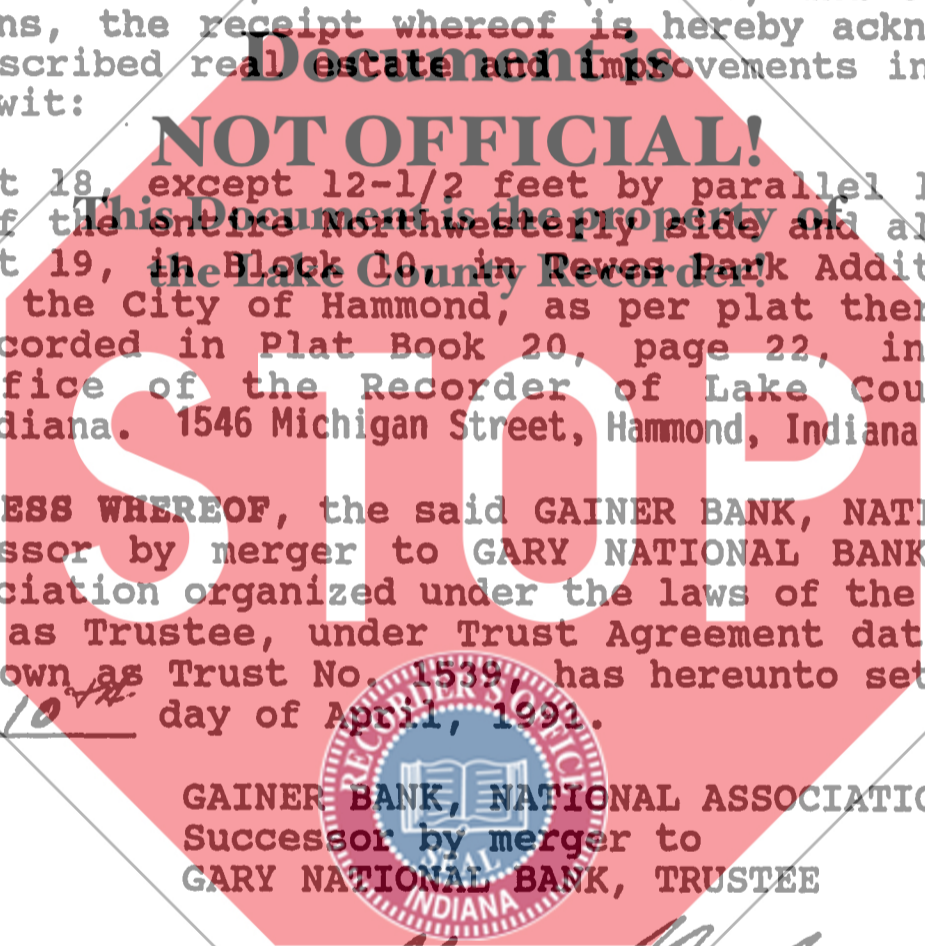 ns, the receipt whereof is hereby ackn
scribed real estate and improvements in
wit:
Document is
NOT OFFICIAL!
This Document is the property of
the Lake County Recorder!
t 18, except 12-1/2 feet by parallel l
f the entire Northwesterly side and al
t 19, in Block 10, in Tewes Park Addit
the City of Hammond, as per plat ther
corded in Plat Book 20, page 22, in
fice of the Recorder of Lake Cou
diana. 1546 Michigan Street, Hammond, Indiana
STOP
ESS WHEREOF, the said GAINER BANK, NATI
ssor by merger to GARY NATIONAL BANK
ciation organized under the laws of the
as Trustee, under Trust Agreement dat
own as Trust No. 1539, has hereunto set
10th day of April, 1992.
GAINER BANK, NATIONAL ASSOCIATIO
Successor by merger to
GARY NATIONAL BANK, TRUSTEE
RECORDER'S OFFICE
SEAL
INDIANA